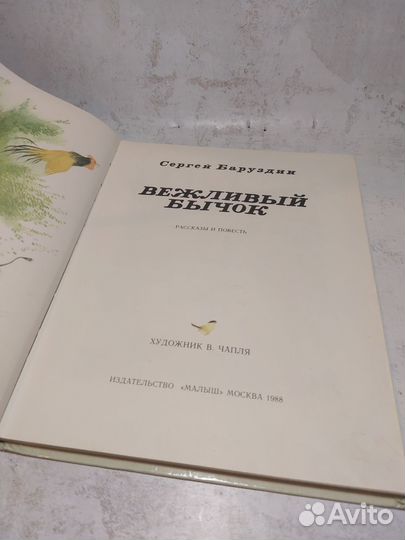 Сергей Баруздин
ВЕЖЛИВЫЙ
БЫЧОК
РАССКАЗЫ И ПОВЕСТЬ
ХУДОЖНИК В. ЧАПЛЯ
ИЗДАТЕЛЬСТВО «МАЛЫШ» МОСКВА 1988
Avito